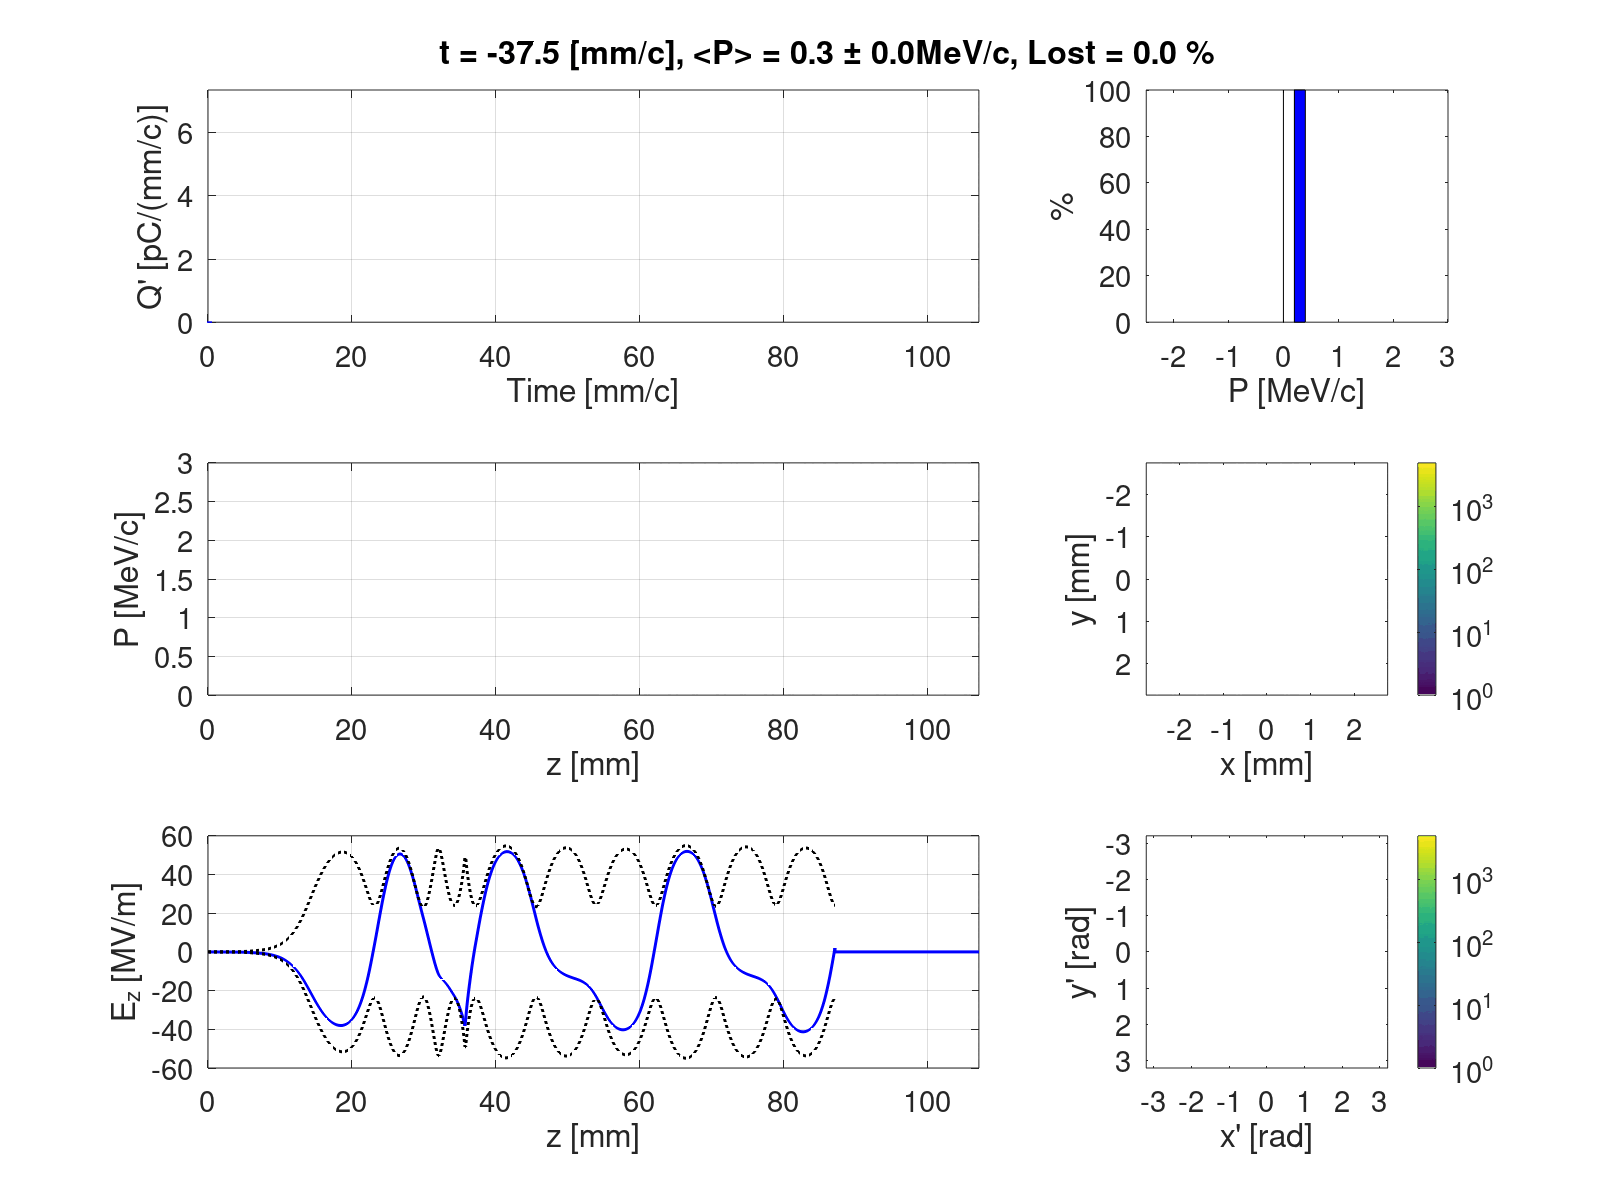 t = -37.5 [mm/c], <P> = 0.3 ± 0.0MeV/c, Lost = 0.0 %
Q' [pC/(mm/c)]
6
4
2
0
0 20 40 60 80 100
Time [mm/c]
%
100
80
60
40
20
0
-2 -1 0 1 2 3
P [MeV/c]
P [MeV/c]
3
2.5
2
1.5
1
0.5
0
0 20 40 60 80 100
z [mm]
y [mm]
-2
-1
0
1
2
-2 -1 0 1 2
x [mm]
10³
10²
10¹
10⁰
E_z [MV/m]
60
40
20
0
-20
-40
-60
0 20 40 60 80 100
z [mm]
y' [rad]
-3
-2
-1
0
1
2
3
-3 -2 -1 0 1 2 3
x' [rad]
10³
10²
10¹
10⁰